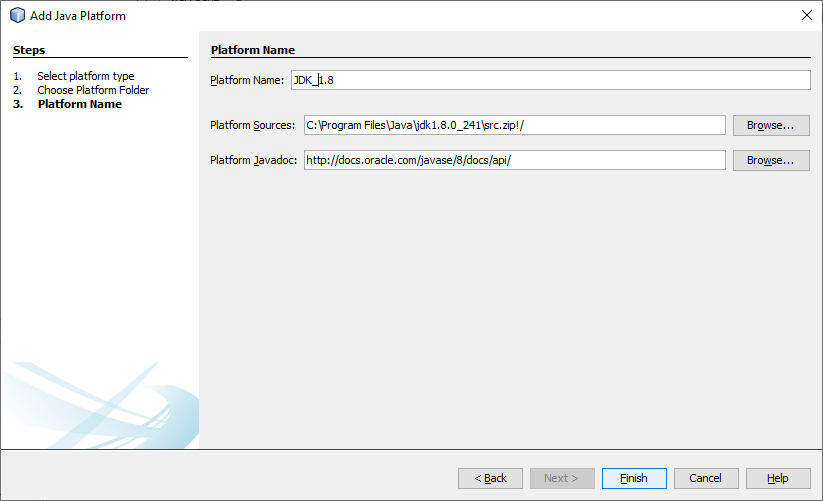 Add Java Platform
Steps
1. Select platform type
2. Choose Platform Folder
3. Platform Name
Platform Name
Platform Name: JDK_1.8
Platform Sources: C:\Program Files\Java\jdk1.8.0_241\src.zip!/ Browse...
Platform Javadoc: http://docs.oracle.com/javase/8/docs/api/ Browse...
< Back Next > Finish Cancel Help